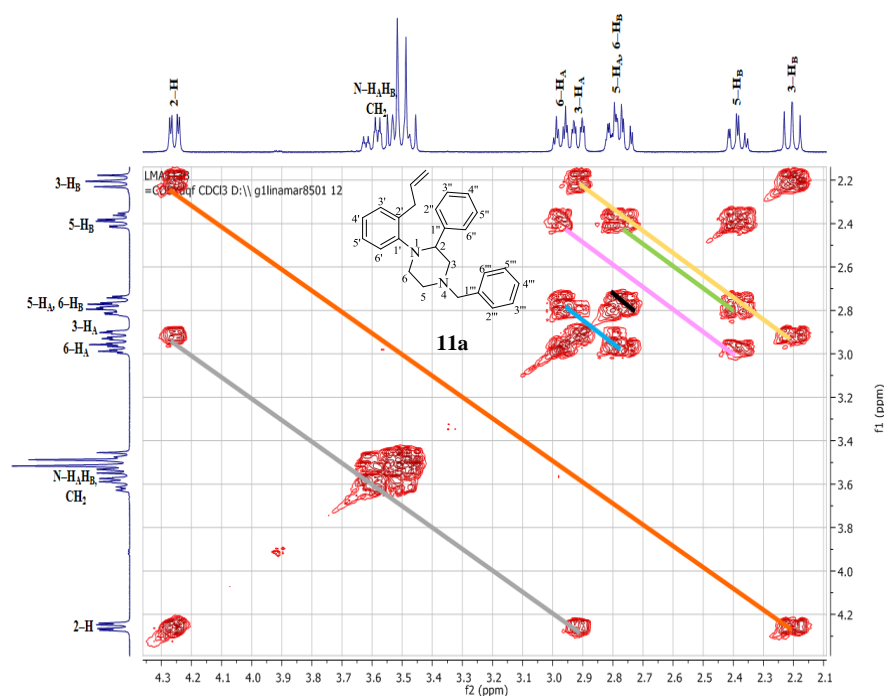 2–H
N–HAHB,
CH2
6–HA
3–HA
5–HA, 6–HB
5–HB
3–HB
3–HB
5–HB
5–HA, 6–HB
3–HA
6–HA
N–HAHB,
CH2
2–H
CDCl3 D:\\ g1linamar8501 12
3'
4'
5'
6'
1'
2'
1
2
3
4
5
6
1''
2''
3''
4''
5''
6''
N
N
1'''
2'''
3'''
4'''
5'''
6'''
11a
2.2
2.4
2.6
2.8
3.0
3.2
3.4
3.6
3.8
4.0
4.2
f1 (ppm)
4.3 4.2 4.1 4.0 3.9 3.8 3.7 3.6 3.5 3.4 3.3 3.2 3.1 3.0 2.9 2.8 2.7 2.6 2.5 2.4 2.3 2.2 2.1
f2 (ppm)